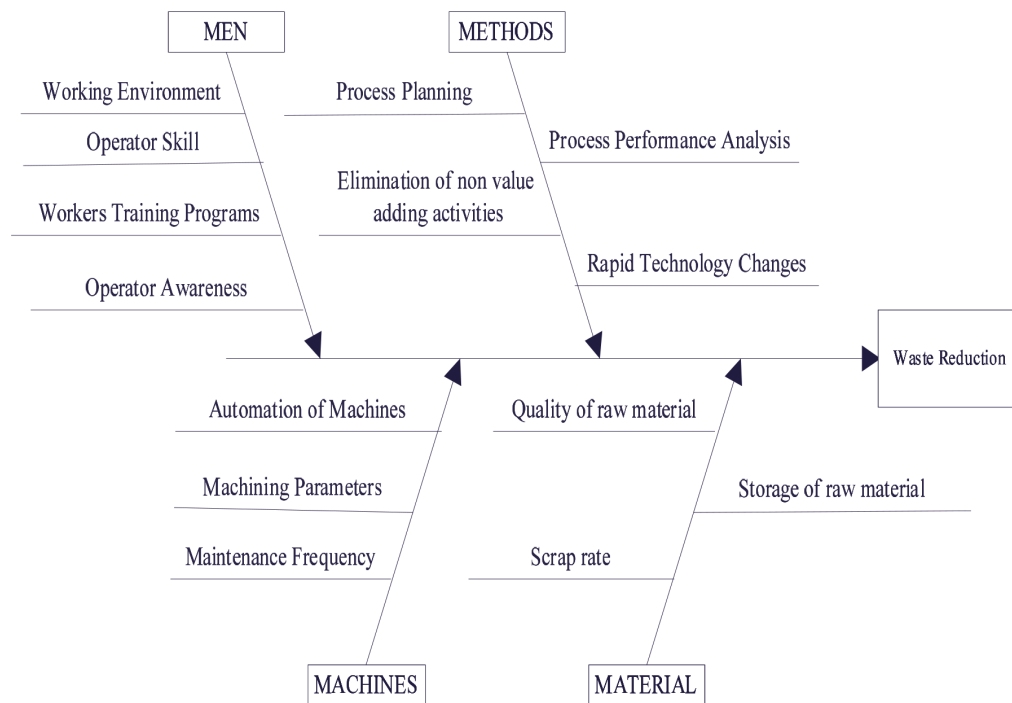 MEN
METHODS
Working Environment
Operator Skill
Workers Training Programs
Operator Awareness
Process Planning
Process Performance Analysis
Elimination of non value
adding activities
Rapid Technology Changes
Waste Reduction
Automation of Machines
Machining Parameters
Maintenance Frequency
Quality of raw material
Storage of raw material
Scrap rate
MACHINES
MATERIAL